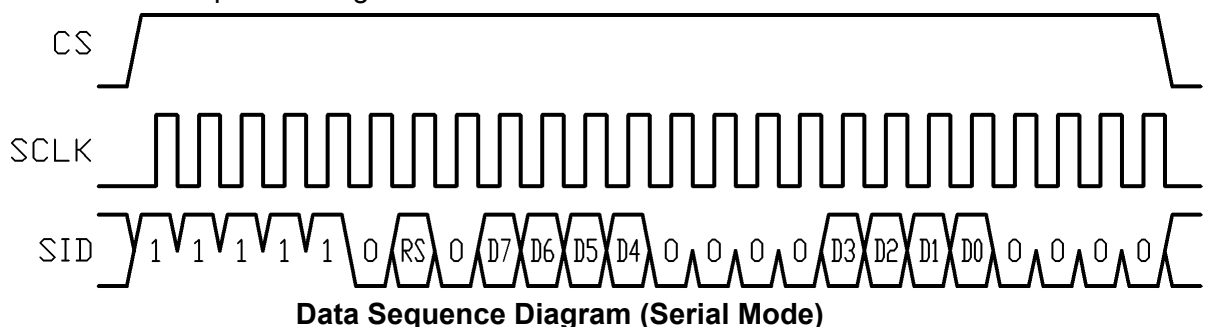 CS
SCLK
SID 1 1 1 1 1 0 RS 0 D7 D6 D5 D4 0 0 0 0 D3 D2 D1 D0 0 0 0 0
Data Sequence Diagram (Serial Mode)